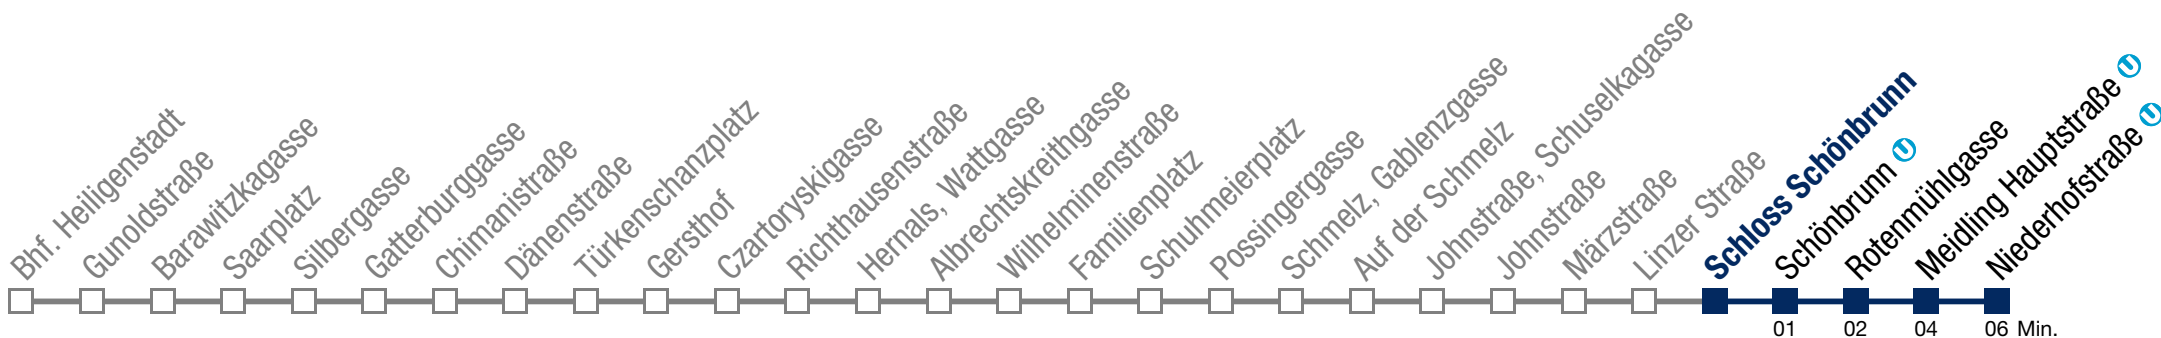 Bhf. Heiligenstadt
Gunoldstraße
Barawitzkagasse
Saarplatz
Silbergasse
Gatterburggasse
Chimanistraße
Dänenstraße
Türkenschanzplatz
Gersthof
Czartoryskigasse
Richthausenstraße
Hernals, Wattgasse
Albrechtskreithgasse
Wilhelminenstraße
Familienplatz
Schuhmeierplatz
Possingergasse
Schmelz, Gablenzgasse
Auf der Schmelz
Johnstraße, Schuselkagasse
Johnstraße
Märzstraße
Linzer Straße
Schloss Schönbrunn
Schönbrunn U
Rotenmühlgasse
Meidling Hauptstraße U
Niederhofstraße U
01 02 04 06 Min.